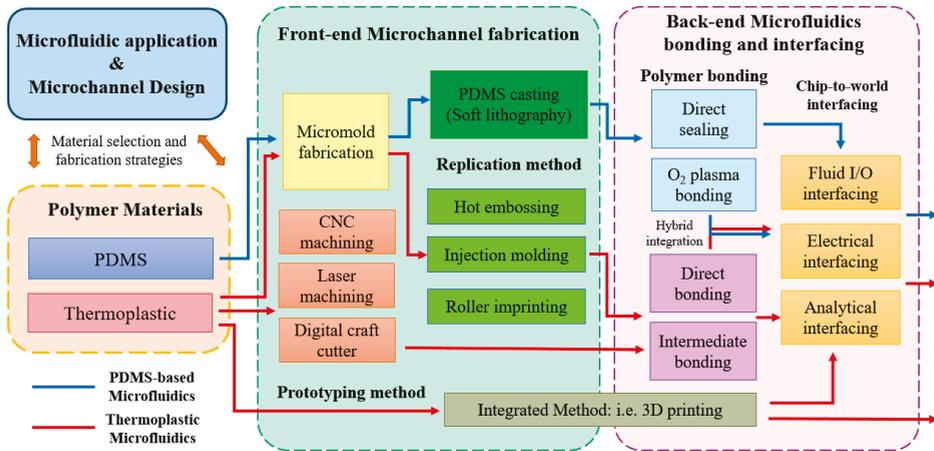 Microfluidic application
&
Microchannel Design
Material selection and
fabrication strategies
Polymer Materials
PDMS
Thermoplastic
PDMS-based
Microfluidics
Thermoplastic
Microfluidics
Front-end Microchannel fabrication
Micromold
fabrication
CNC
machining
Laser
machining
Digital craft
cutter
Prototyping method
PDMS casting
(Soft lithography)
Replication method
Hot embossing
Injection molding
Roller imprinting
Integrated Method: i.e. 3D printing
Back-end Microfluidics
bonding and interfacing
Polymer bonding
Direct
sealing
O₂ plasma
bonding
Hybrid
integration
Direct
bonding
Intermediate
bonding
Chip-to-world
interfacing
Fluid I/O
interfacing
Electrical
interfacing
Analytical
interfacing